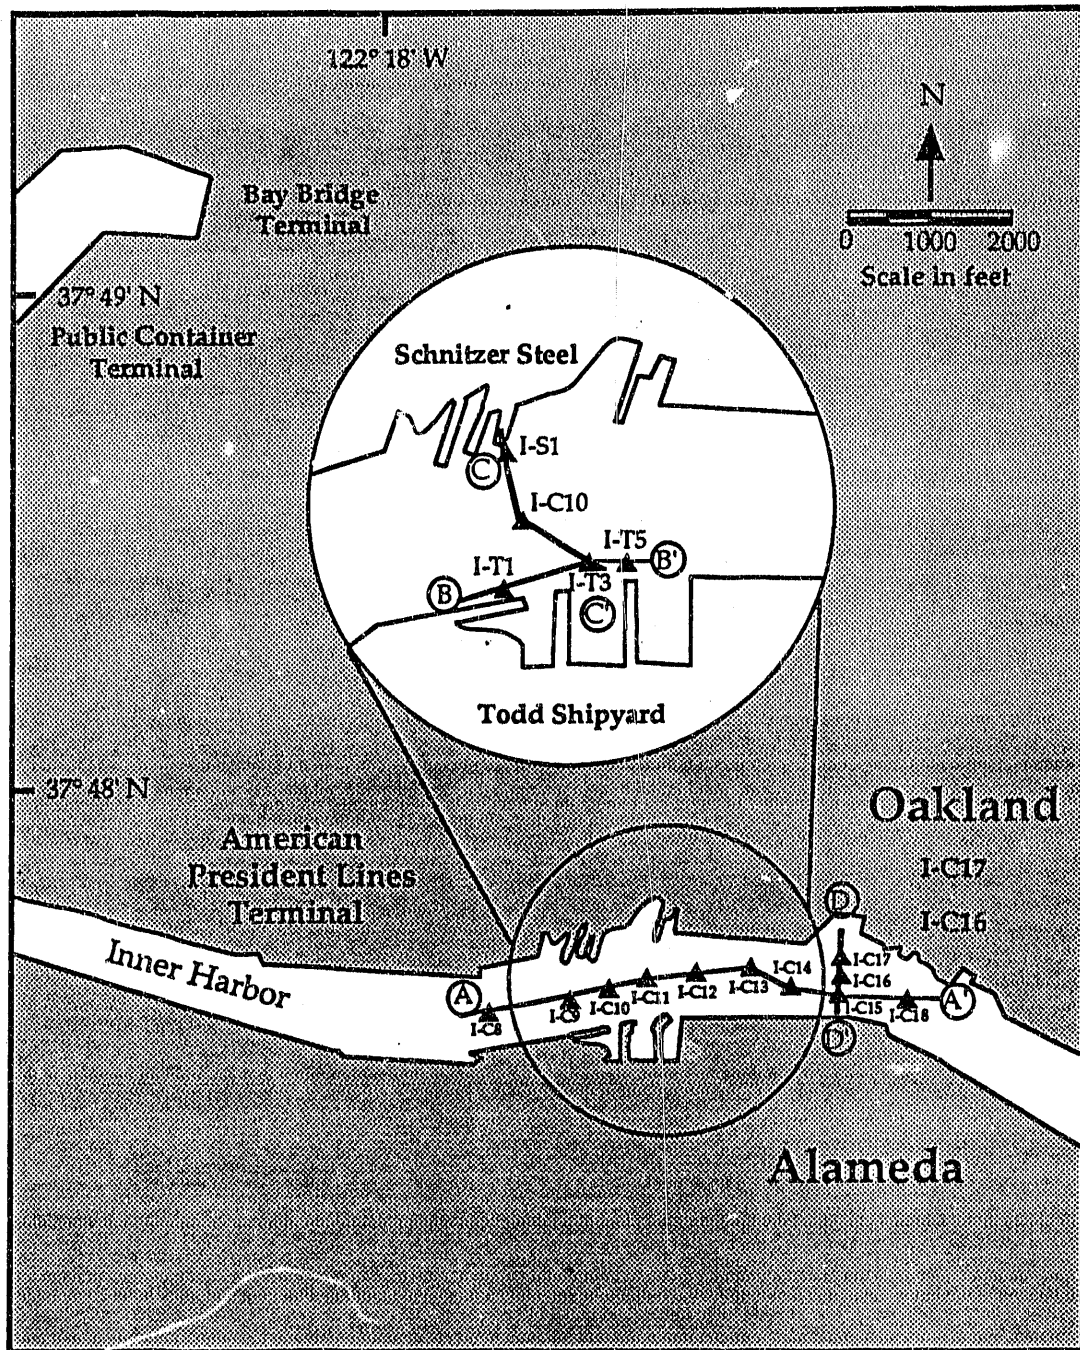 122° 18' W
N
Bay Bridge
Terminal
0 1000 2000
Scale in feet
37° 49' N
Public Container
Terminal
Schnitzer Steel
I-S1
C
I-C10
I-T5
B'
I-T1
I-T3
B
C'
Todd Shipyard
37° 48' N
Oakland
American
President Lines
Terminal
I-C17
I-C16
D
Inner Harbor
A
I-C8
I-C9
I-C10
I-C11
I-C12
I-C13
I-C14
I-C17
I-C16
I-C15
I-C18
A'
D'
Alameda